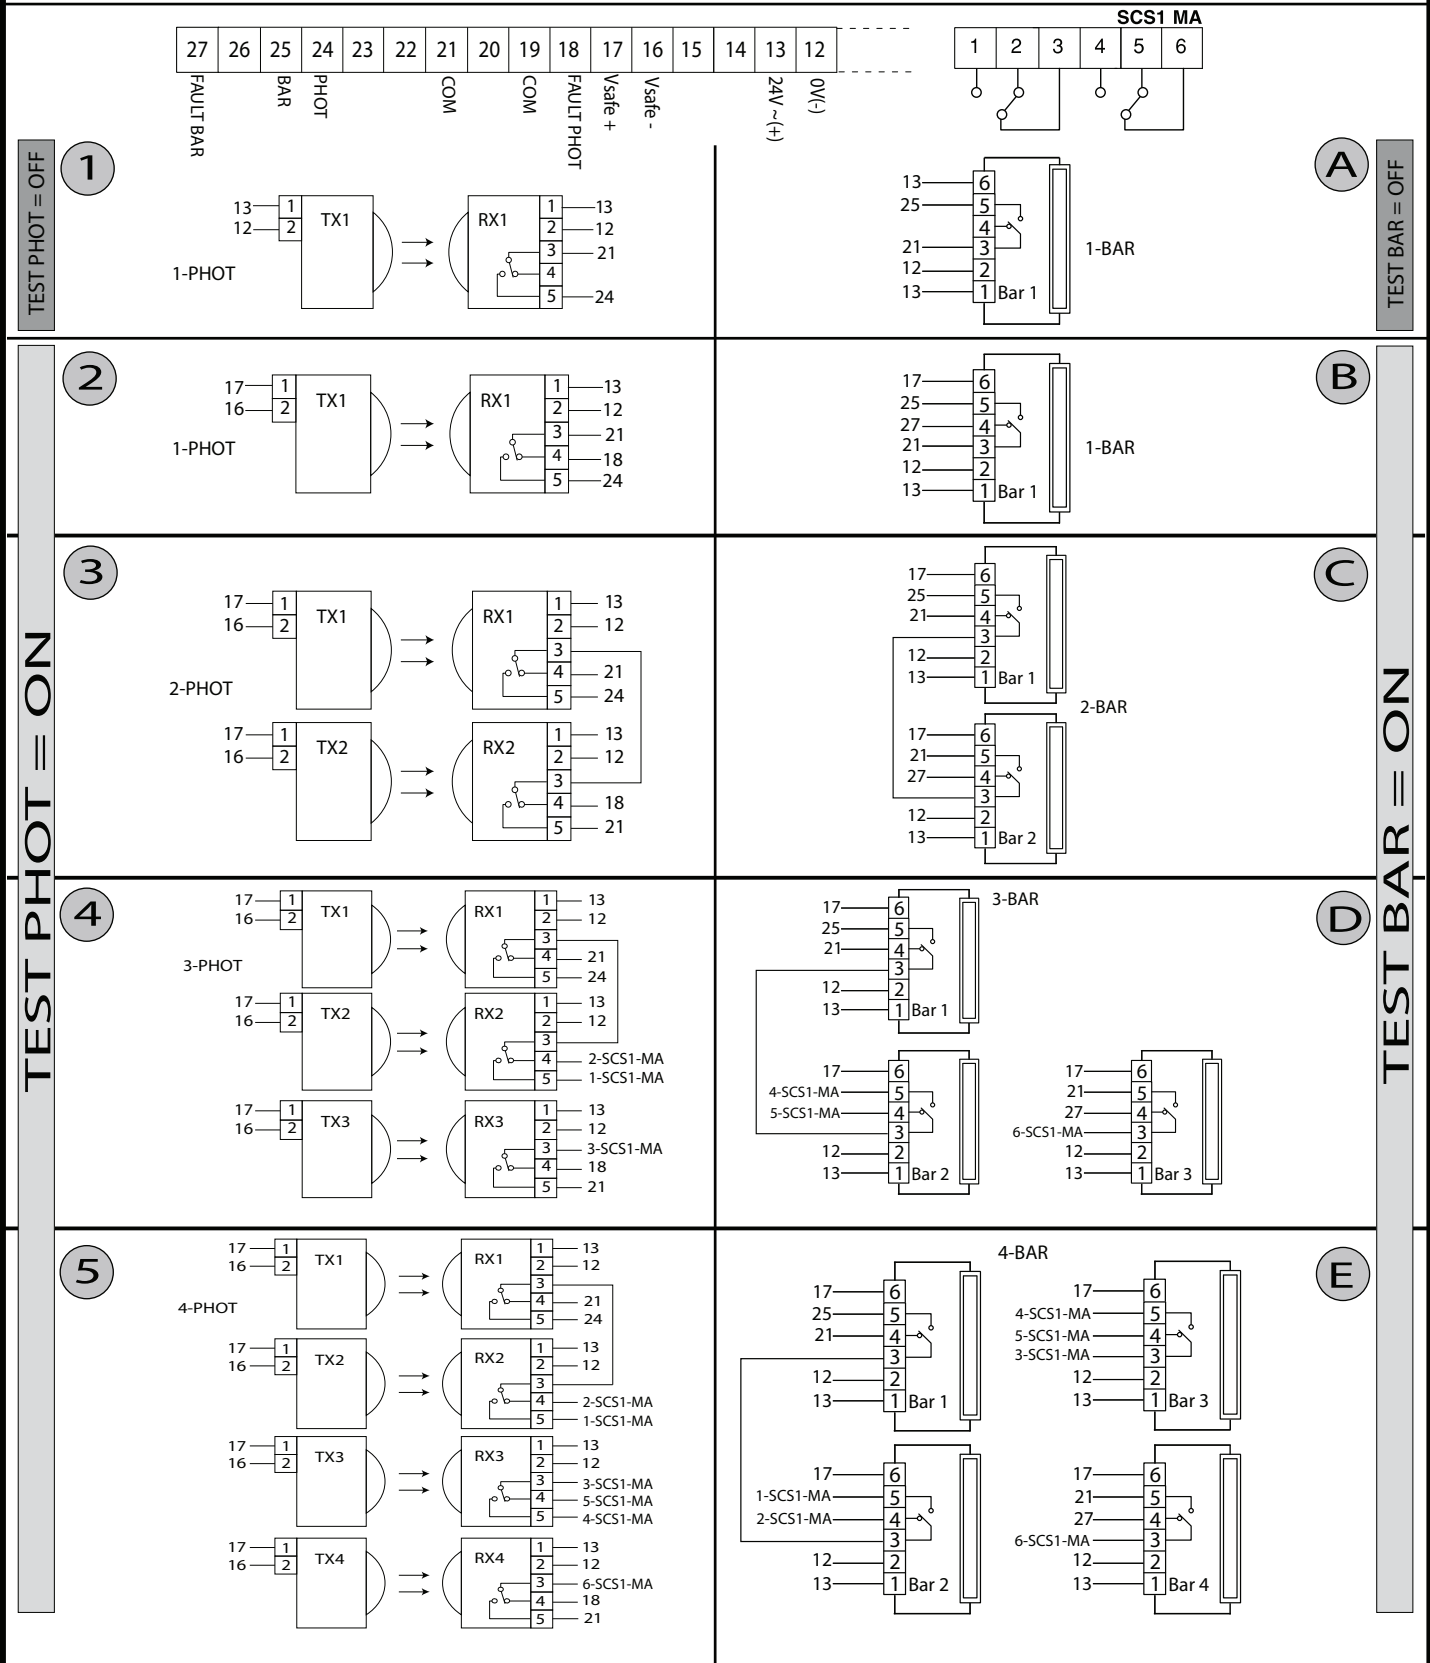 SCS1 MA
27 26 25 24 23 22 21 20 19 18 17 16 15 14 13 12
1 2 3 4 5 6
FAULT BAR
BAR
PHOT
COM
COM
FAULT PHOT
Vsafe +
Vsafe -
24V ~(+)
0V(-)
TEST PHOT = OFF
1
13 1 TX1
12 2
1-PHOT
RX1 1 13
2 12
3 21
4
5 24
A
TEST BAR = OFF
13 6
25 5
4
21 3
12 2
13 1 Bar 1
1-BAR
TEST PHOT = ON
2
17 1 TX1
16 2
1-PHOT
RX1 1 13
2 12
3 21
4 18
5 24
B
TEST BAR = ON
17 6
25 5
27 4
21 3
12 2
13 1 Bar 1
1-BAR
3
17 1 TX1
16 2
RX1 1 13
2 12
3
4 21
5 24
2-PHOT
17 1 TX2
16 2
RX2 1 13
2 12
3
4 18
5 21
C
17 6
25 5
21 4
3
12 2
13 1 Bar 1
2-BAR
17 6
21 5
27 4
3
12 2
13 1 Bar 2
4
17 1 TX1
16 2
RX1 1 13
2 12
3
4 21
5 24
3-PHOT
17 1 TX2
16 2
RX2 1 13
2 12
3
4 2-SCS1-MA
5 1-SCS1-MA
17 1 TX3
16 2
RX3 1 13
2 12
3 3-SCS1-MA
4 18
5 21
D
3-BAR
17 6
25 5
21 4
3
12 2
13 1 Bar 1
17 6
4-SCS1-MA 5
5-SCS1-MA 4
3
12 2
13 1 Bar 2
17 6
21 5
27 4
6-SCS1-MA 3
12 2
13 1 Bar 3
5
17 1 TX1
16 2
RX1 1 13
2 12
3
4 21
5 24
4-PHOT
17 1 TX2
16 2
RX2 1 13
2 12
3
4 2-SCS1-MA
5 1-SCS1-MA
17 1 TX3
16 2
RX3 1 13
2 12
3 3-SCS1-MA
4 5-SCS1-MA
5 4-SCS1-MA
17 1 TX4
16 2
RX4 1 13
2 12
3 6-SCS1-MA
4 18
5 21
E
4-BAR
17 6
25 5
21 4
3
12 2
13 1 Bar 1
17 6
4-SCS1-MA 5
5-SCS1-MA 4
3-SCS1-MA 3
12 2
13 1 Bar 3
17 6
1-SCS1-MA 5
2-SCS1-MA 4
3
12 2
13 1 Bar 2
17 6
21 5
27 4
6-SCS1-MA 3
12 2
13 1 Bar 4